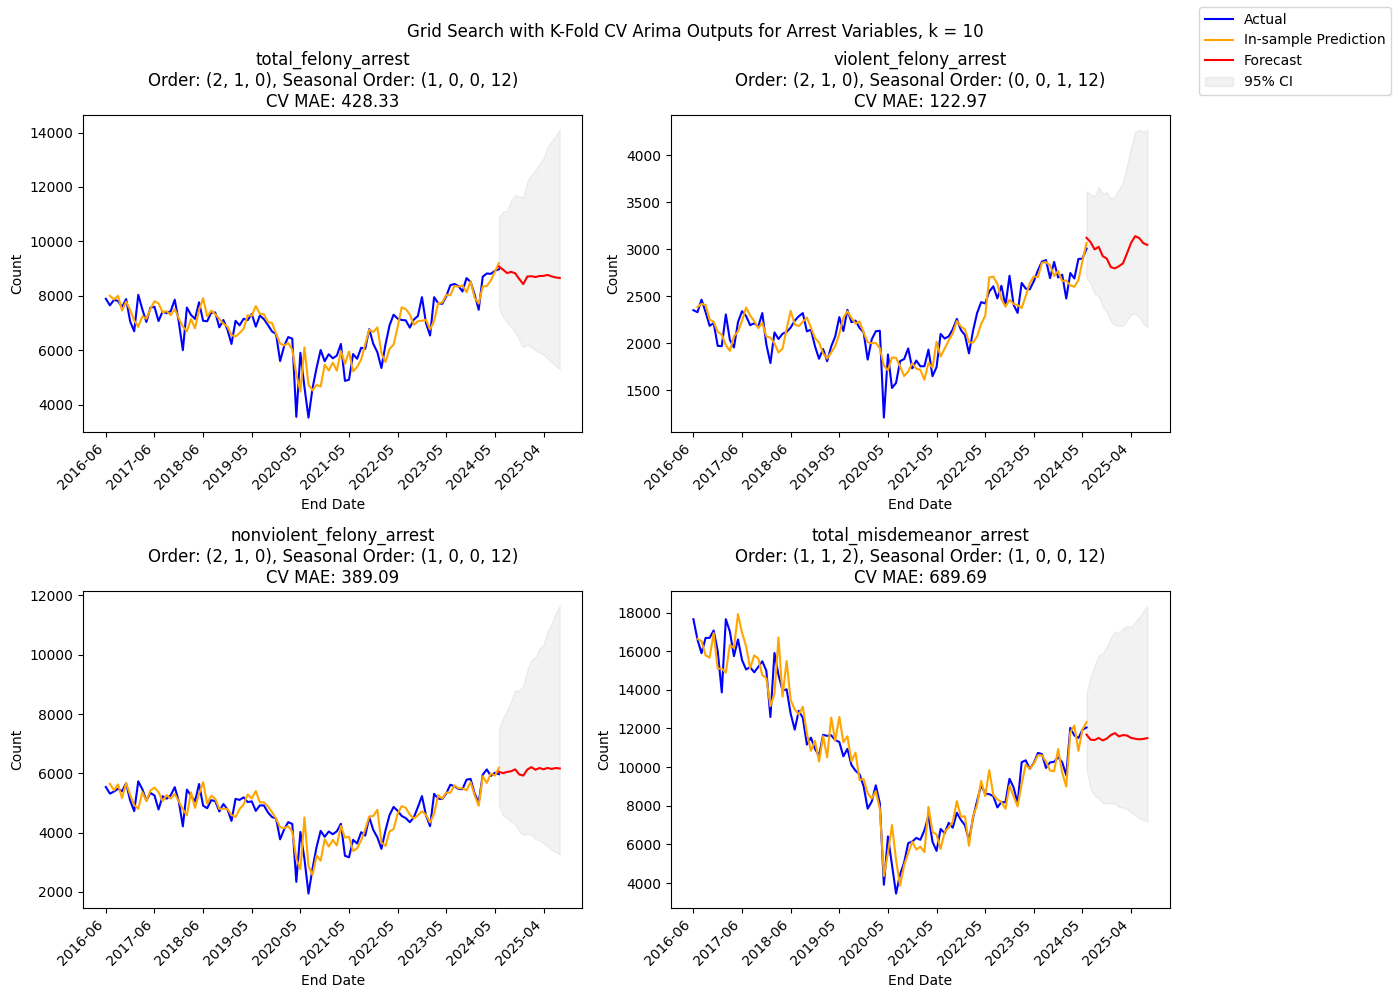 Grid Search with K-Fold CV Arima Outputs for Arrest Variables, k = 10
Actual
In-sample Prediction
Forecast
95% CI
total_felony_arrest
Order: (2, 1, 0), Seasonal Order: (1, 0, 0, 12)
CV MAE: 428.33
14000
12000
10000
8000
6000
4000
Count
2016-06
2017-06
2018-06
2019-05
2020-05
2021-05
2022-05
2023-05
2024-05
2025-04
End Date
violent_felony_arrest
Order: (2, 1, 0), Seasonal Order: (0, 0, 1, 12)
CV MAE: 122.97
4000
3500
3000
2500
2000
1500
Count
2016-06
2017-06
2018-06
2019-05
2020-05
2021-05
2022-05
2023-05
2024-05
2025-04
End Date
nonviolent_felony_arrest
Order: (2, 1, 0), Seasonal Order: (1, 0, 0, 12)
CV MAE: 389.09
12000
10000
8000
6000
4000
2000
Count
2016-06
2017-06
2018-06
2019-05
2020-05
2021-05
2022-05
2023-05
2024-05
2025-04
End Date
total_misdemeanor_arrest
Order: (1, 1, 2), Seasonal Order: (1, 0, 0, 12)
CV MAE: 689.69
18000
16000
14000
12000
10000
8000
6000
4000
Count
2016-06
2017-06
2018-06
2019-05
2020-05
2021-05
2022-05
2023-05
2024-05
2025-04
End Date